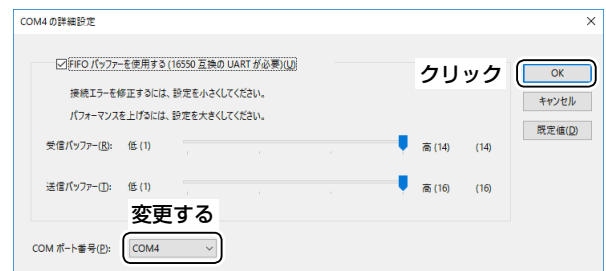 COM4 の詳細設定
FIFO バッファーを使用する (16550 互換の UART が必要)(U)
クリック
OK
接続エラーを修正するには、設定を小さくしてください。
キャンセル
パフォーマンスを上げるには、設定を大きくしてください。
既定値(D)
受信バッファー(R): 低 (1) 高 (14) (14)
送信バッファー(T): 低 (1) 高 (16) (16)
変更する
COM ポート番号(P): COM4